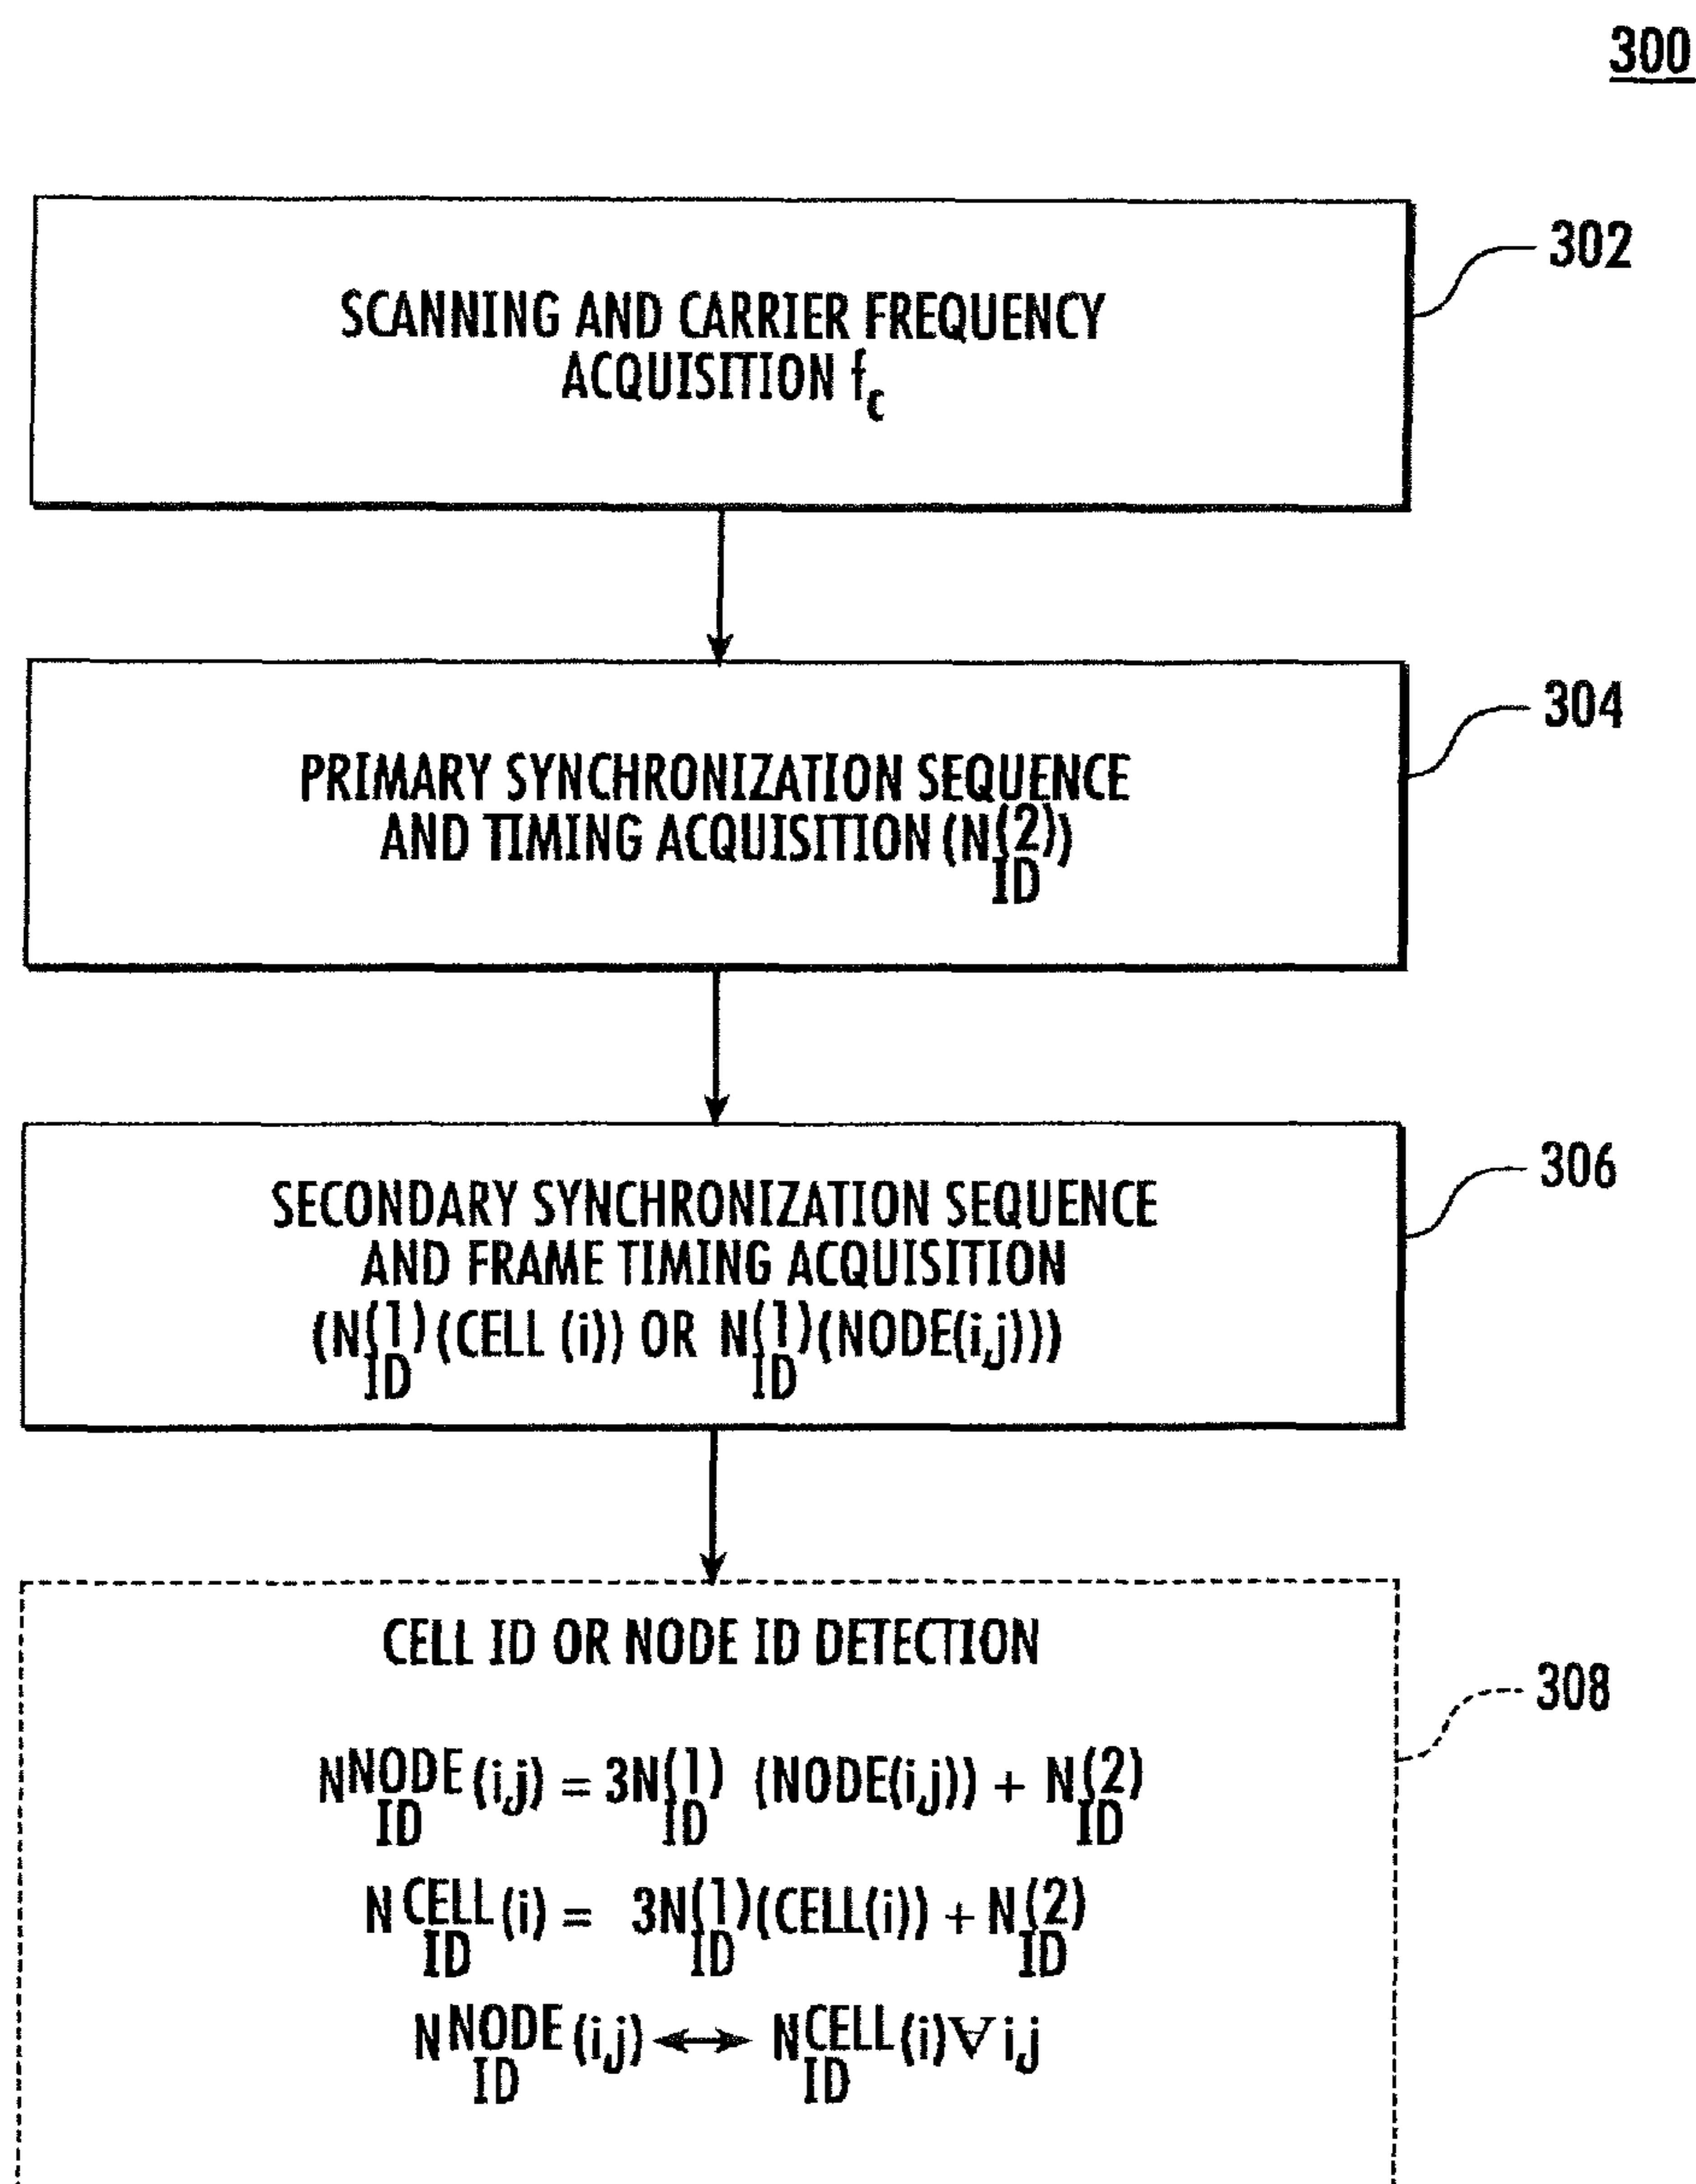 300
SCANNING AND CARRIER FREQUENCY
ACQUISITION f_c
302
PRIMARY SYNCHRONIZATION SEQUENCE
AND TIMING ACQUISITION (N_ID^(2))
304
SECONDARY SYNCHRONIZATION SEQUENCE
AND FRAME TIMING ACQUISITION
(N_ID^(1)(CELL (i)) OR N_ID^(1)(NODE(i,j)))
306
CELL ID OR NODE ID DETECTION
N_ID^NODE(i,j) = 3N_ID^(1) (NODE(i,j)) + N_ID^(2)
N_ID^CELL(i) = 3N_ID^(1)(CELL(i)) + N_ID^(2)
N_ID^NODE(i,j) ↔ N_ID^CELL(i) ∀ i,j
308